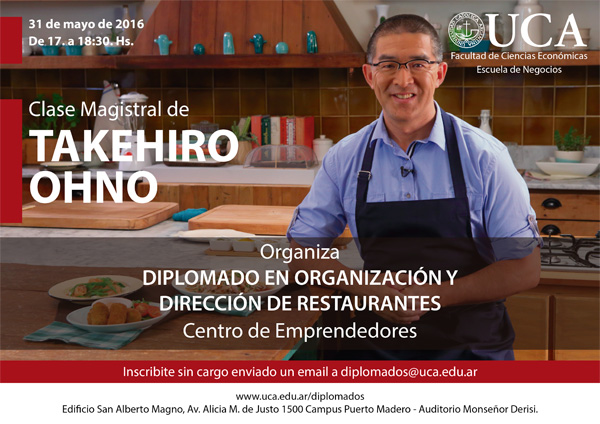 31 de mayo de 2016
De 17. a 18:30. Hs.
UCA
Facultad de Ciencias Económicas
Escuela de Negocios
Clase Magistral de
TAKEHIRO
OHNO
Organiza
DIPLOMADO EN ORGANIZACIÓN Y
DIRECCIÓN DE RESTAURANTES
Centro de Emprendedores
Inscribite sin cargo enviado un email a diplomados@uca.edu.ar
www.uca.edu.ar/diplomados
Edificio San Alberto Magno, Av. Alicia M. de Justo 1500 Campus Puerto Madero - Auditorio Monseñor Derisi.